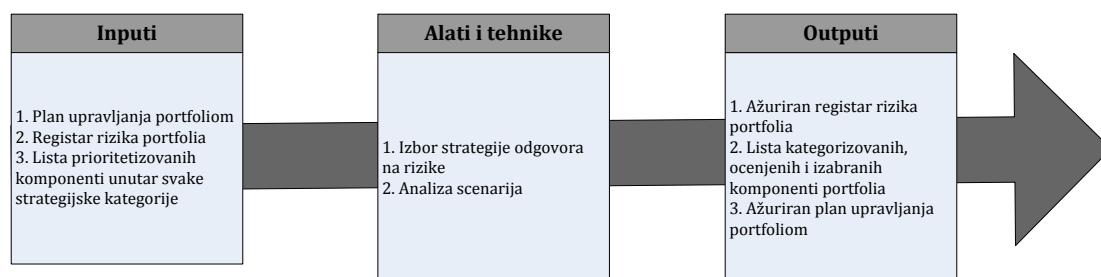 Inputi
1. Plan upravljanja portfoliom
2. Registar rizika portfolia
3. Lista prioritetizovanih
komponenti unutar svake
strategijske kategorije
Alati i tehnike
1. Izbor strategije odgovora
na rizike
2. Analiza scenarija
Outputi
1. Ažuriran registar rizika
portfolia
2. Lista kategorizovanih,
ocenjenih i izabranih
komponenti portfolia
3. Ažuriran plan upravljanja
portfoliom